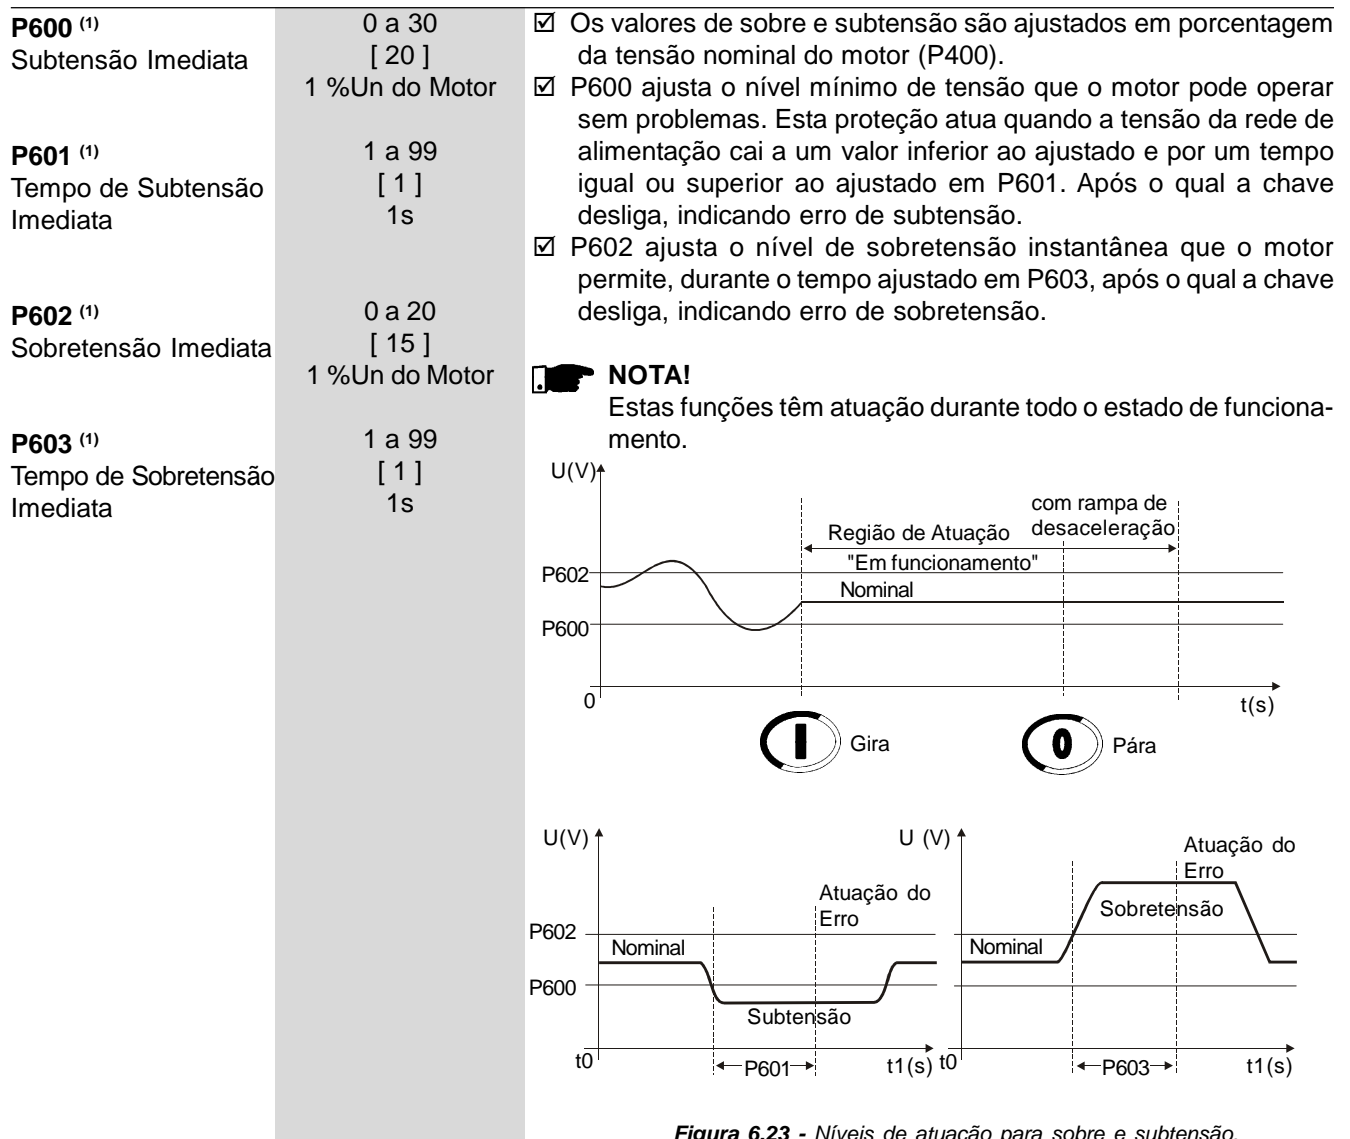 P600 (1)
Subtensão Imediata
0 a 30
[ 20 ]
1 %Un do Motor
P601 (1)
Tempo de Subtensão
Imediata
1 a 99
[ 1 ]
1s
P602 (1)
Sobretensão Imediata
0 a 20
[ 15 ]
1 %Un do Motor
P603 (1)
Tempo de Sobretensão
Imediata
1 a 99
[ 1 ]
1s
☑ Os valores de sobre e subtensão são ajustados em porcentagem
da tensão nominal do motor (P400).
☑ P600 ajusta o nível mínimo de tensão que o motor pode operar
sem problemas. Esta proteção atua quando a tensão da rede de
alimentação cai a um valor inferior ao ajustado e por um tempo
igual ou superior ao ajustado em P601. Após o qual a chave
desliga, indicando erro de subtensão.
☑ P602 ajusta o nível de sobretensão instantânea que o motor
permite, durante o tempo ajustado em P603, após o qual a chave
desliga, indicando erro de sobretensão.
NOTA!
Estas funções têm atuação durante todo o estado de funciona-
mento.
U(V)
com rampa de
desaceleração
Região de Atuação
"Em funcionamento"
P602
Nominal
P600
0
t(s)
I Gira
0 Pára
U(V)
Atuação do
Erro
P602
Nominal
P600
Subtensão
t0
P601
t1(s)
U (V)
Atuação do
Erro
Sobretensão
Nominal
t0
P603
t1(s)
Figura 6.23 - Níveis de atuação para sobre e subtensão.